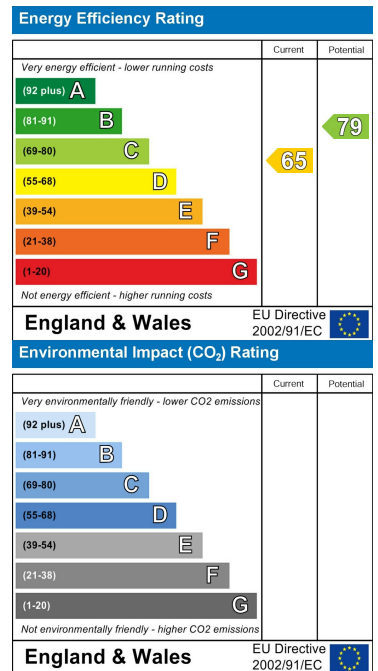 Energy Efficiency Rating
Current Potential
Very energy efficient - lower running costs
(92 plus) A
(81-91) B
79
(69-80) C
65
(55-68) D
(39-54) E
(21-38) F
(1-20) G
Not energy efficient - higher running costs
England & Wales
EU Directive
2002/91/EC
Environmental Impact (CO₂) Rating
Current Potential
Very environmentally friendly - lower CO2 emissions
(92 plus) A
(81-91) B
(69-80) C
(55-68) D
(39-54) E
(21-38) F
(1-20) G
Not environmentally friendly - higher CO2 emissions
England & Wales
EU Directive
2002/91/EC